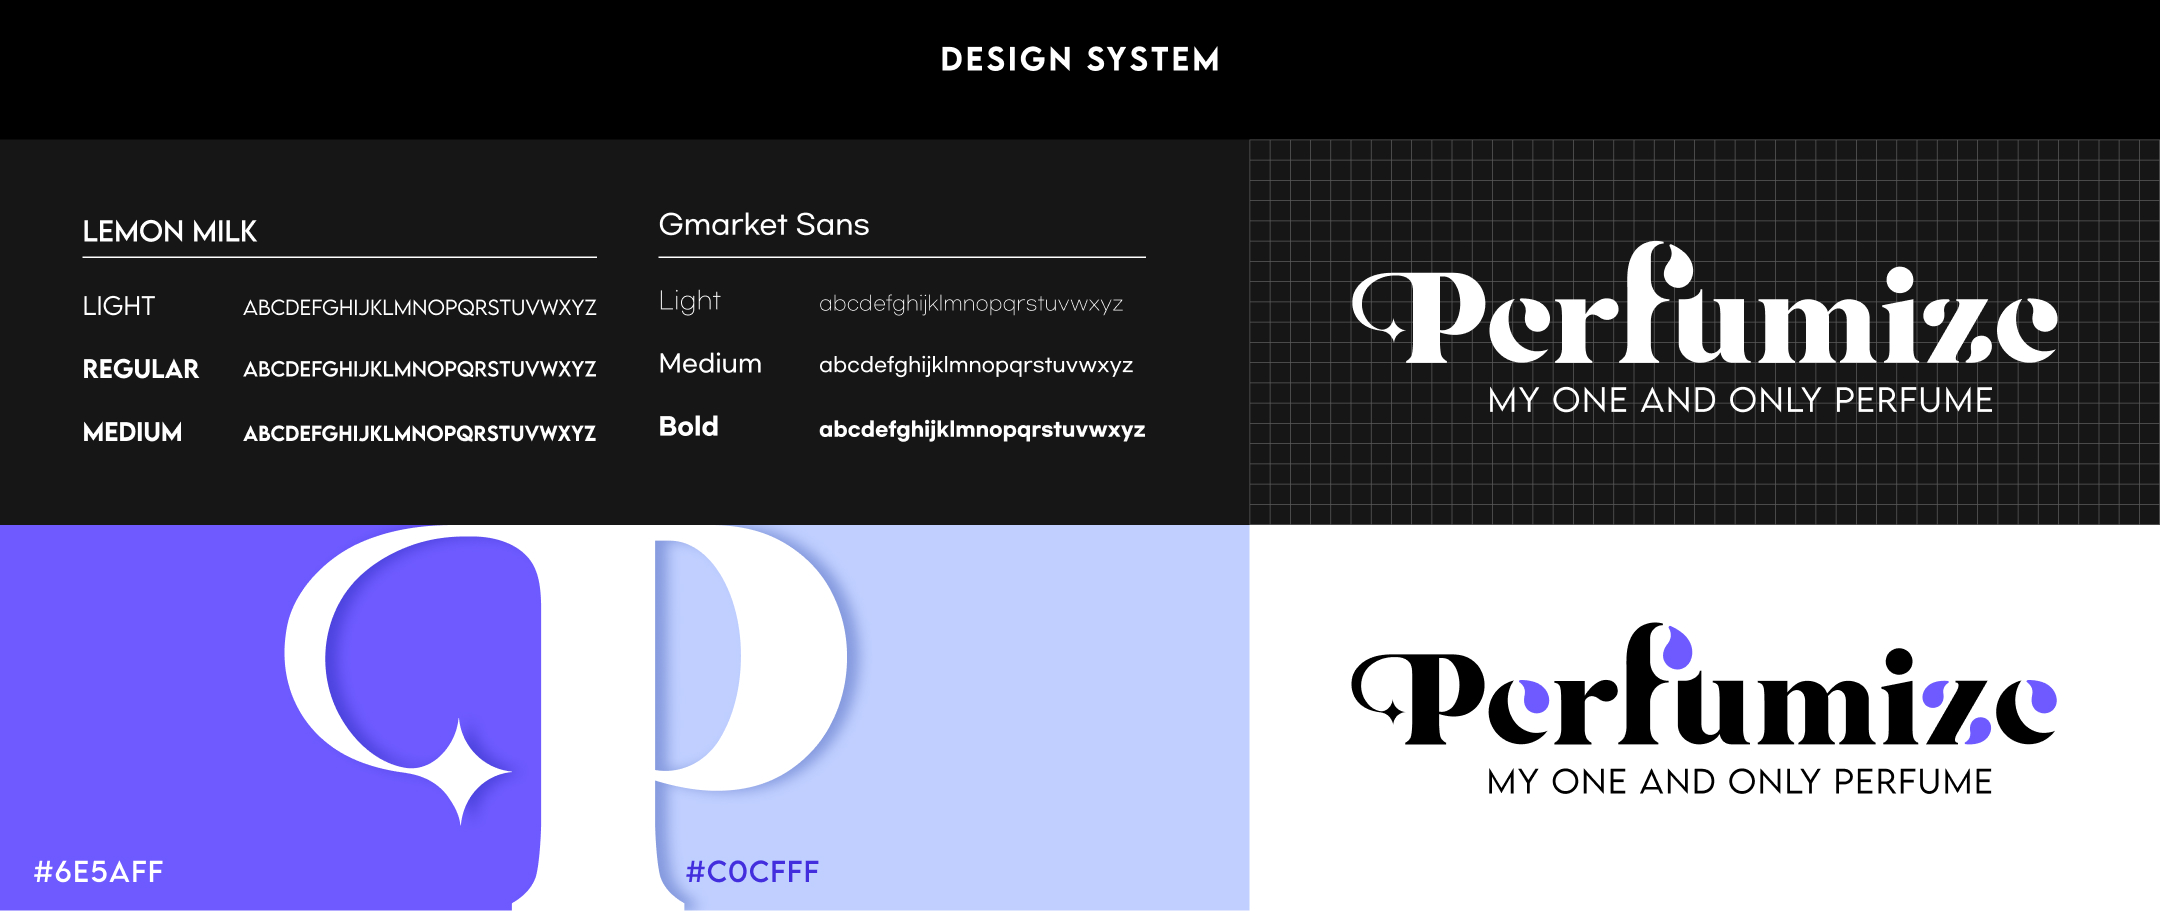 DESIGN SYSTEM
LEMON MILK
LIGHT ABCDEFGHIJKLMNOPQRSTUVWXYZ
REGULAR ABCDEFGHIJKLMNOPQRSTUVWXYZ
MEDIUM ABCDEFGHIJKLMNOPQRSTUVWXYZ
Gmarket Sans
Light abcdefghijklmnopqrstuvwxyz
Medium abcdefghijklmnopqrstuvwxyz
Bold abcdefghijklmnopqrstuvwxyz
Perfumize
MY ONE AND ONLY PERFUME
P
#6E5AFF
#C0CFFF
Perfumize
MY ONE AND ONLY PERFUME